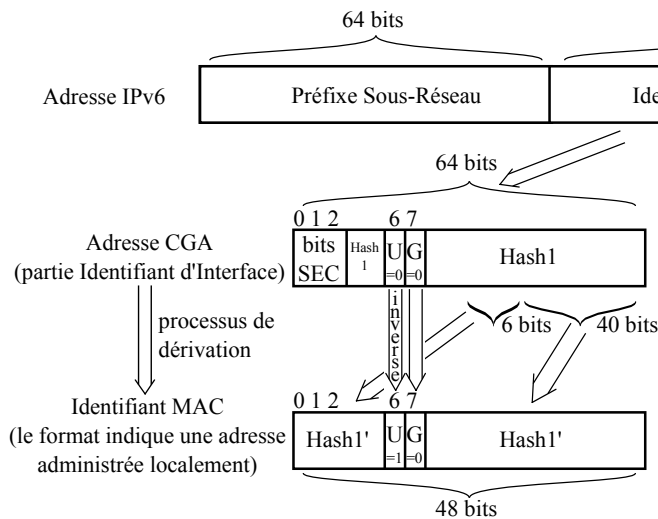 64 bits
Adresse IPv6
Préfixe Sous-Réseau
Ide
64 bits
0 1 2
6 7
Adresse CGA
(partie Identifiant d'Interface)
bits
SEC
Hash
1
U
=0
G
=0
Hash1
processus de
dérivation
inverse
6 bits
40 bits
Identifiant MAC
(le format indique une adresse
administrée localement)
0 1 2
6 7
Hash1'
U
=1
G
=0
Hash1'
48 bits